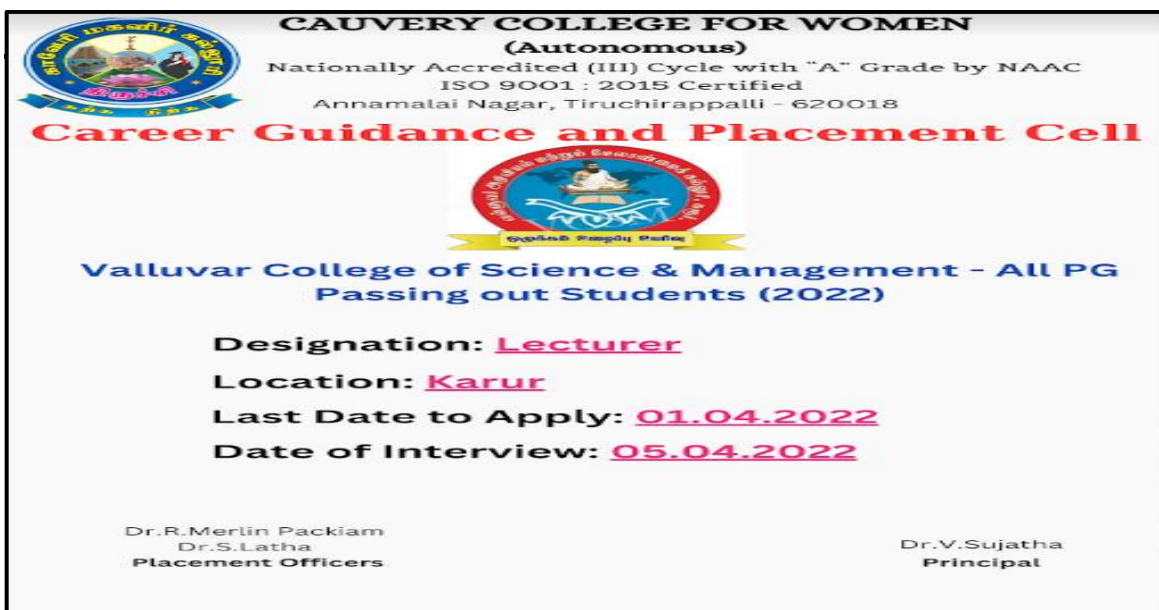 CAUVERY COLLEGE FOR WOMEN
(Autonomous)
Nationally Accredited (III) Cycle with "A" Grade by NAAC
ISO 9001 : 2015 Certified
Annamalai Nagar, Tiruchirappalli - 620018
காவேரி மகளிர் கல்லூரி
திருச்சி
கற்க நிற்க
Career Guidance and Placement Cell
Valluvar College of Science & Management - All PG
Passing out Students (2022)
Designation: Lecturer
Location: Karur
Last Date to Apply: 01.04.2022
Date of Interview: 05.04.2022
Dr.R.Merlin Packiam
Dr.S.Latha
Placement Officers
Dr.V.Sujatha
Principal